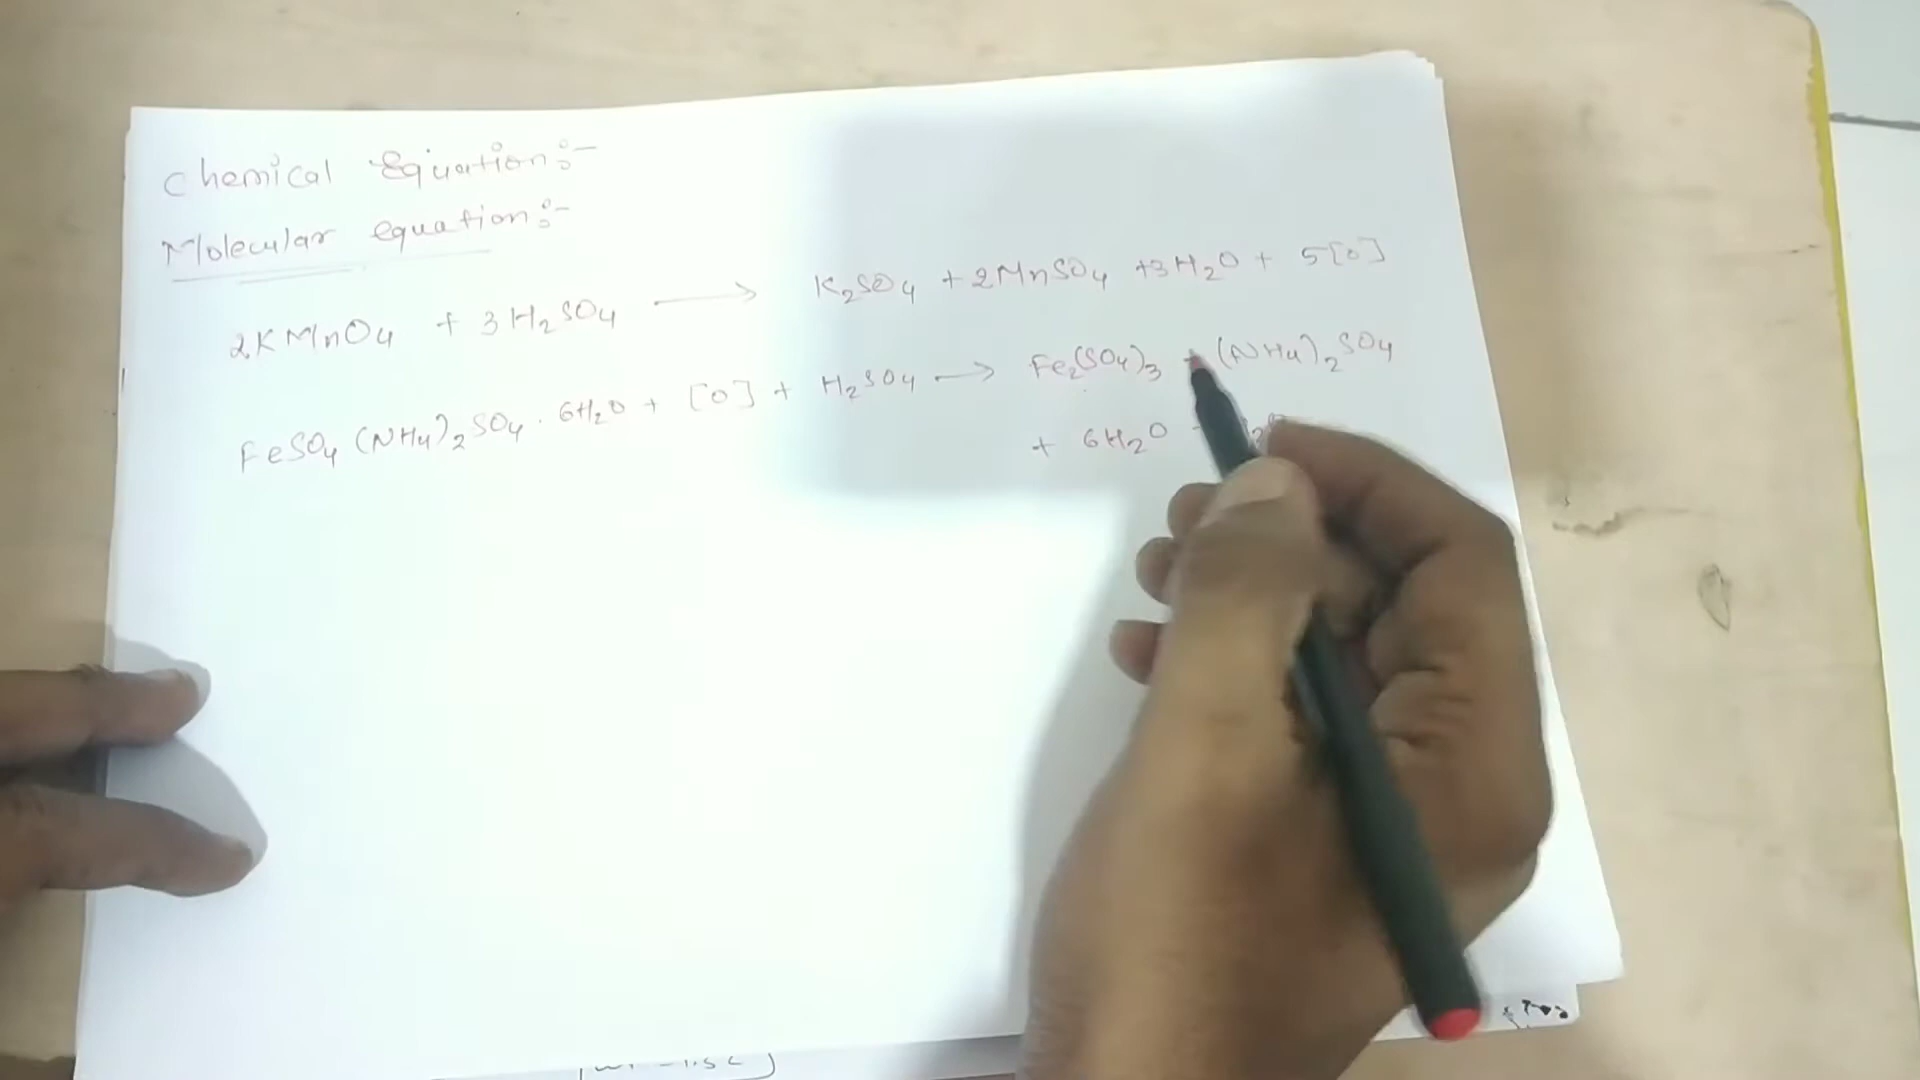 Chemical Equation:-
Molecular equation:-
2KMnO4 + 3H2SO4 ⟶ K2SO4 + 2MnSO4 + 3H2O + 5[O]
FeSO4 (NH4)2SO4 . 6H2O + [O] + H2SO4 ⟶ Fe2(SO4)3 + (NH4)2SO4
+ 6H2O